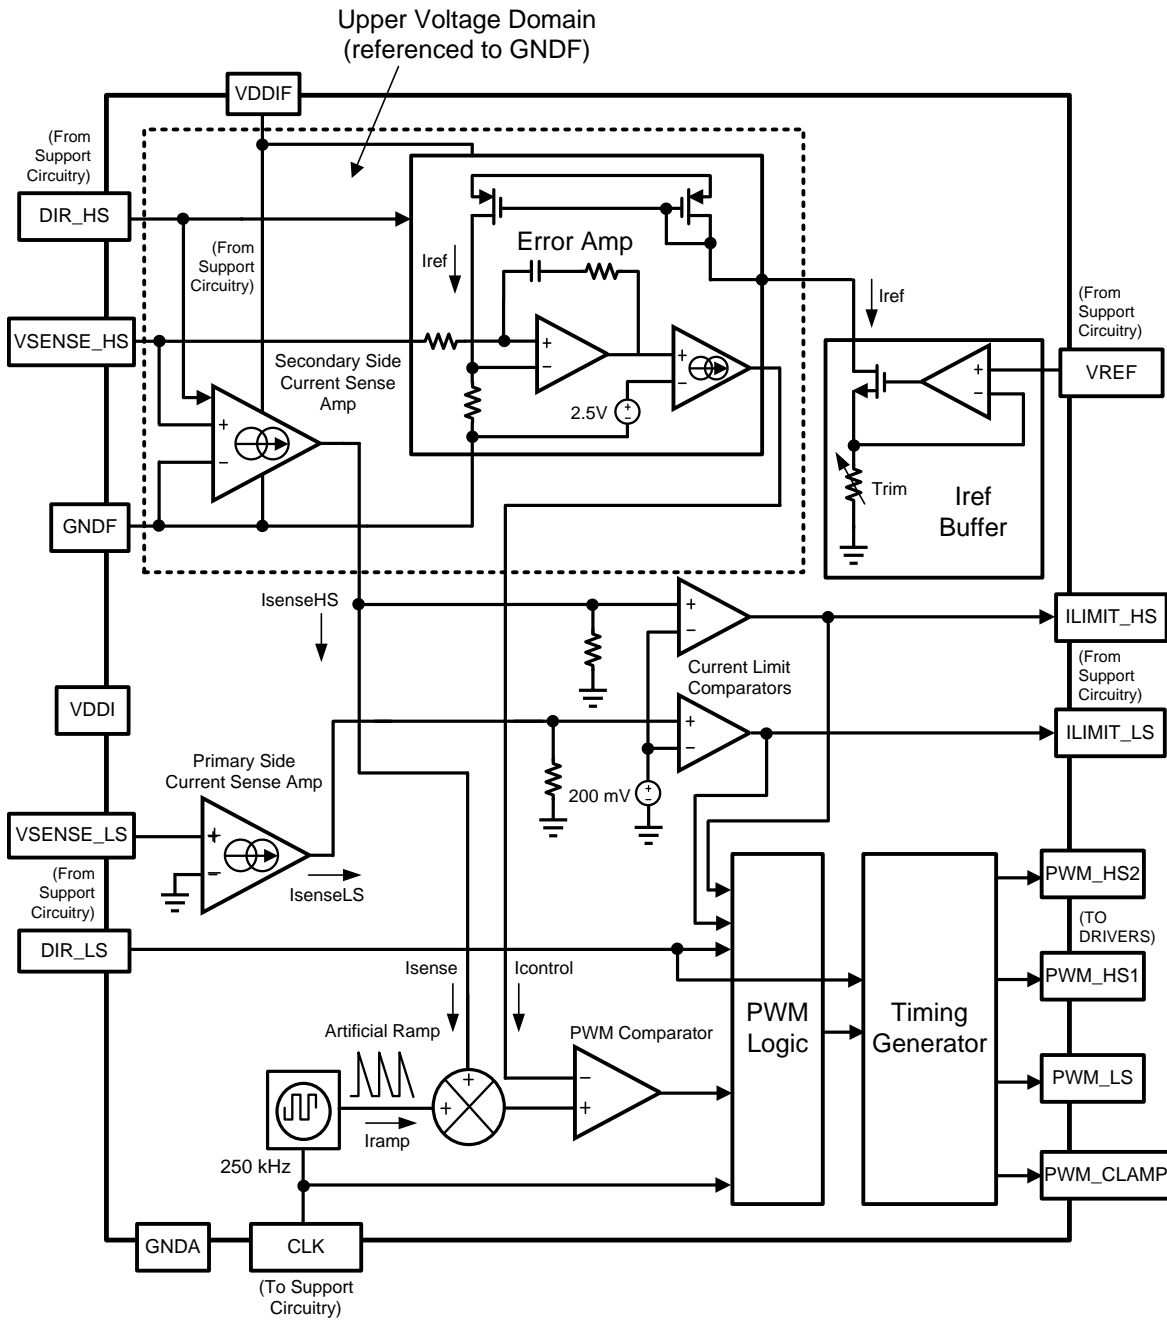 Upper Voltage Domain
(referenced to GNDF)
VDDIF
(From
Support
Circuitry)
DIR_HS
(From
Support
Circuitry)
Iref
Error Amp
+
−
+
−
2.5V
VSENSE_HS
Secondary Side
Current Sense
Amp
+
−
GNDF
Iref
(From
Support
Circuitry)
VREF
+
−
Trim
Iref
Buffer
IsenseHS
+
−
ILIMIT_HS
Current Limit
Comparators
(From
Support
Circuitry)
VDDI
+
−
ILIMIT_LS
200 mV
+
−
Primary Side
Current Sense Amp
VSENSE_LS
+
−
IsenseLS
(From
Support
Circuitry)
DIR_LS
Isense
Icontrol
Artificial Ramp
PWM Comparator
+
+
−
+
Iramp
250 kHz
PWM
Logic
Timing
Generator
PWM_HS2
(TO
DRIVERS)
PWM_HS1
PWM_LS
PWM_CLAMP
GNDA
CLK
(To Support
Circuitry)